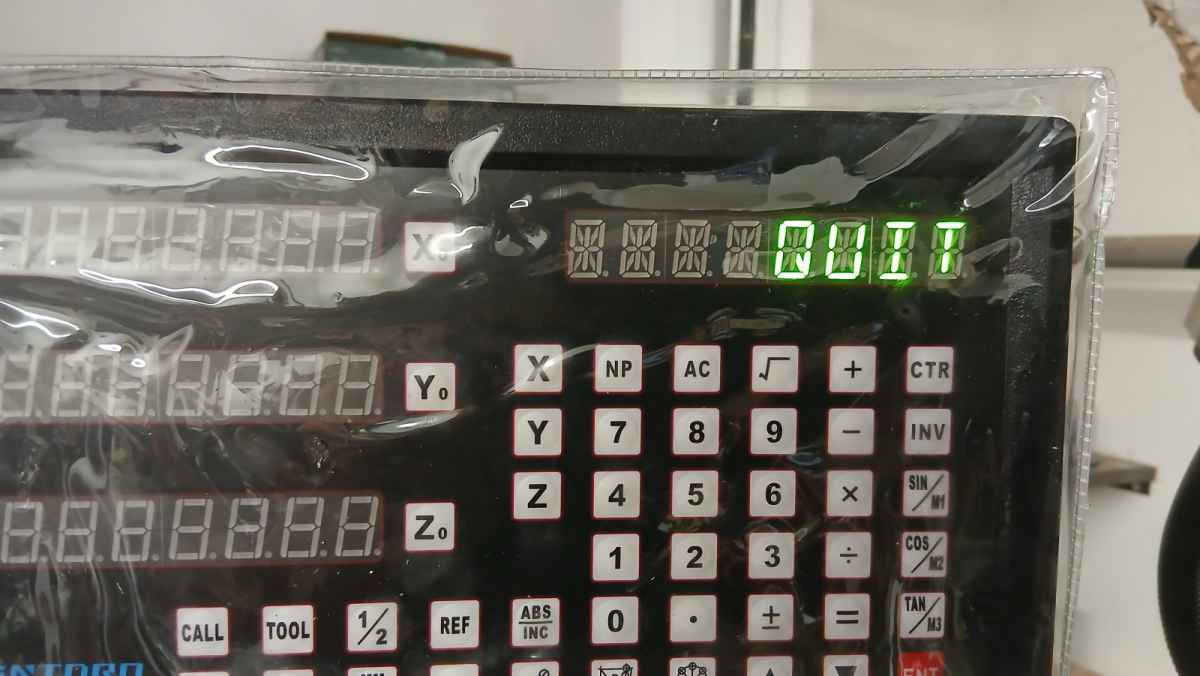 QUIT
X₀
X NP AC √ + CTR
Y₀
Y 7 8 9 − INV
Z 4 5 6 × SIN/M1
Z₀
1 2 3 ÷ COS/M2
CALL TOOL 1/2 REF ABS/INC 0 . ± = TAN/M3
ENT